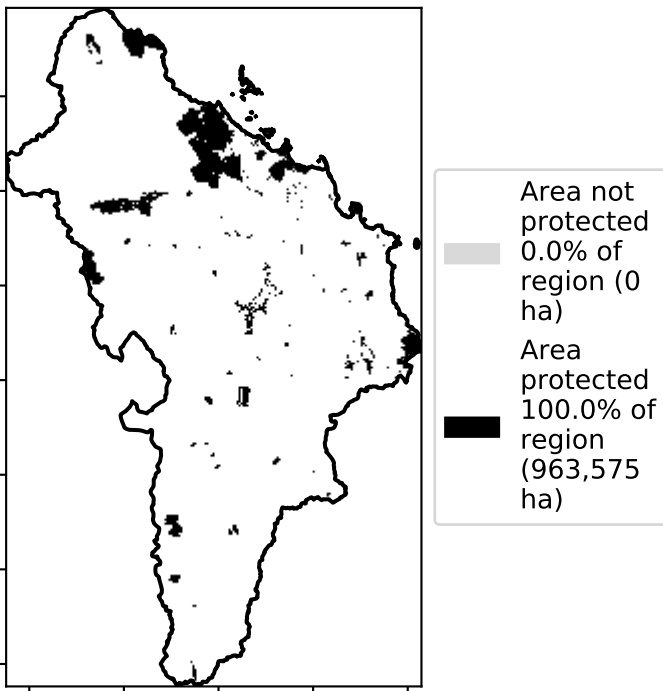 Area not
protected
0.0% of
region (0
ha)
Area
protected
100.0% of
region
(963,575
ha)